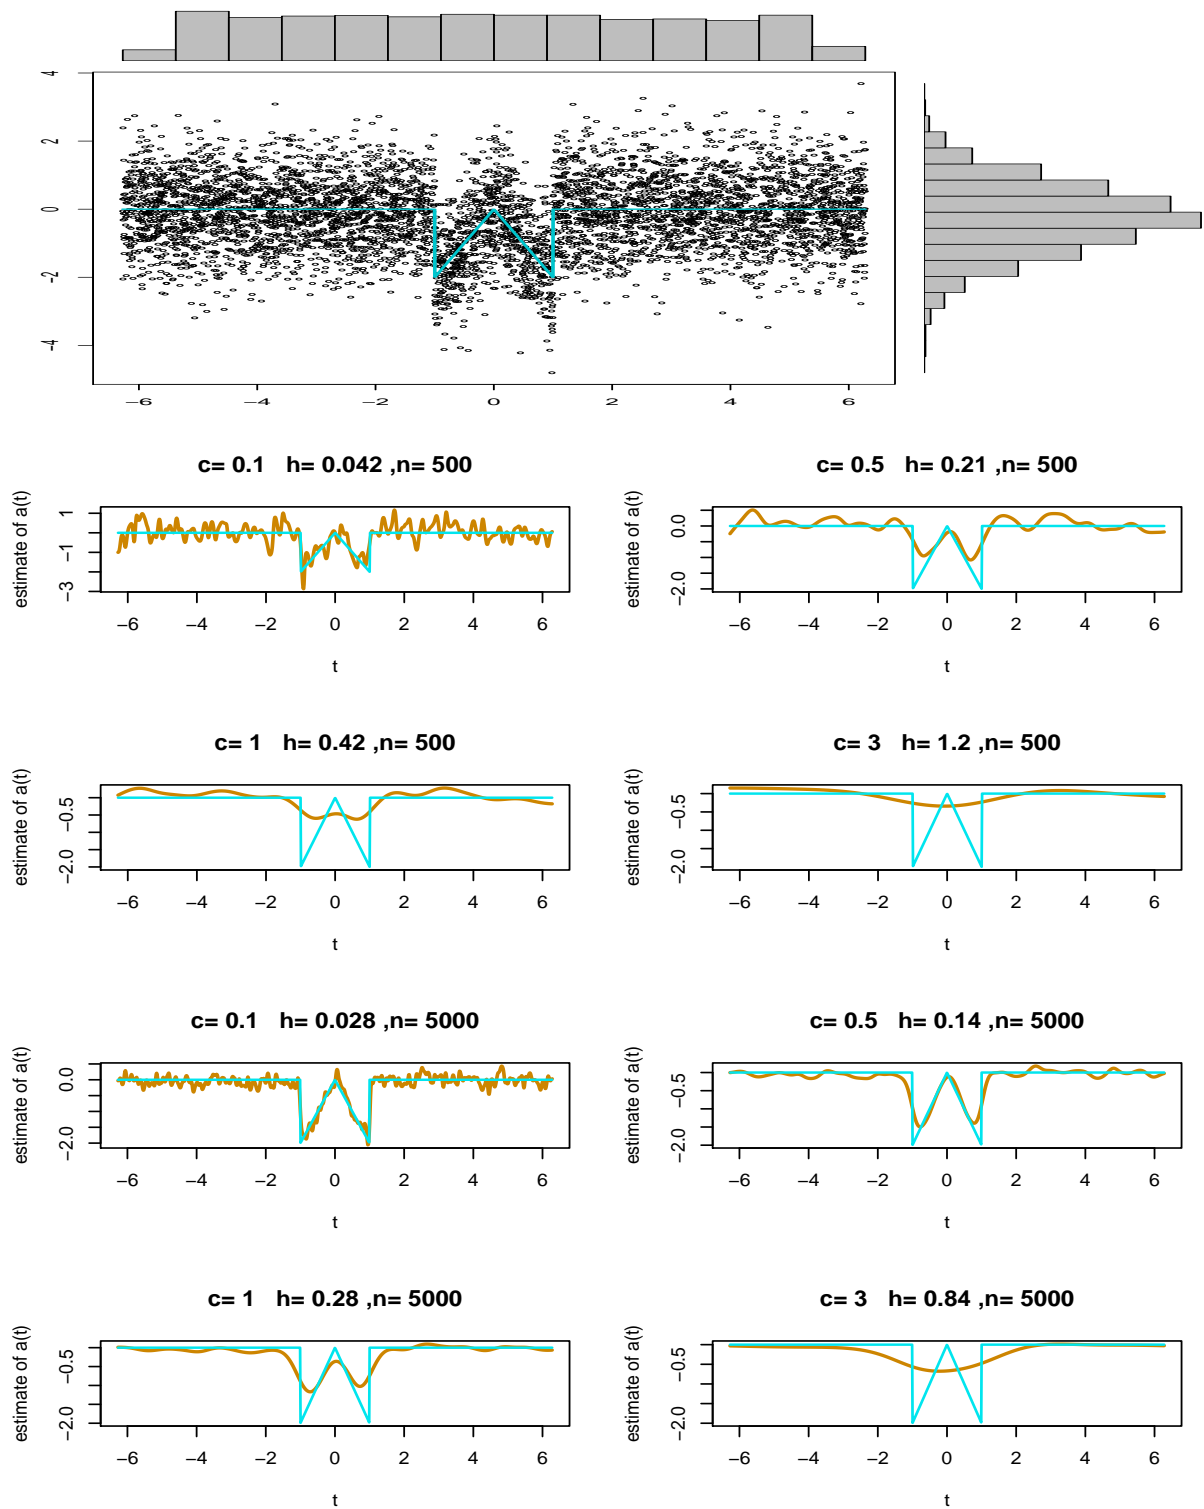 4
2
0
−2
−4
−6 −4 −2 0 2 4 6
c= 0.1 h= 0.042 ,n= 500
estimate of a(t)
1
−1
−3
−6 −4 −2 0 2 4 6
t
c= 0.5 h= 0.21 ,n= 500
estimate of a(t)
0.0
−2.0
−6 −4 −2 0 2 4 6
t
c= 1 h= 0.42 ,n= 500
estimate of a(t)
−0.5
−2.0
−6 −4 −2 0 2 4 6
t
c= 3 h= 1.2 ,n= 500
estimate of a(t)
−0.5
−2.0
−6 −4 −2 0 2 4 6
t
c= 0.1 h= 0.028 ,n= 5000
estimate of a(t)
0.0
−2.0
−6 −4 −2 0 2 4 6
t
c= 0.5 h= 0.14 ,n= 5000
estimate of a(t)
−0.5
−2.0
−6 −4 −2 0 2 4 6
t
c= 1 h= 0.28 ,n= 5000
estimate of a(t)
−0.5
−2.0
−6 −4 −2 0 2 4 6
t
c= 3 h= 0.84 ,n= 5000
estimate of a(t)
−0.5
−2.0
−6 −4 −2 0 2 4 6
t